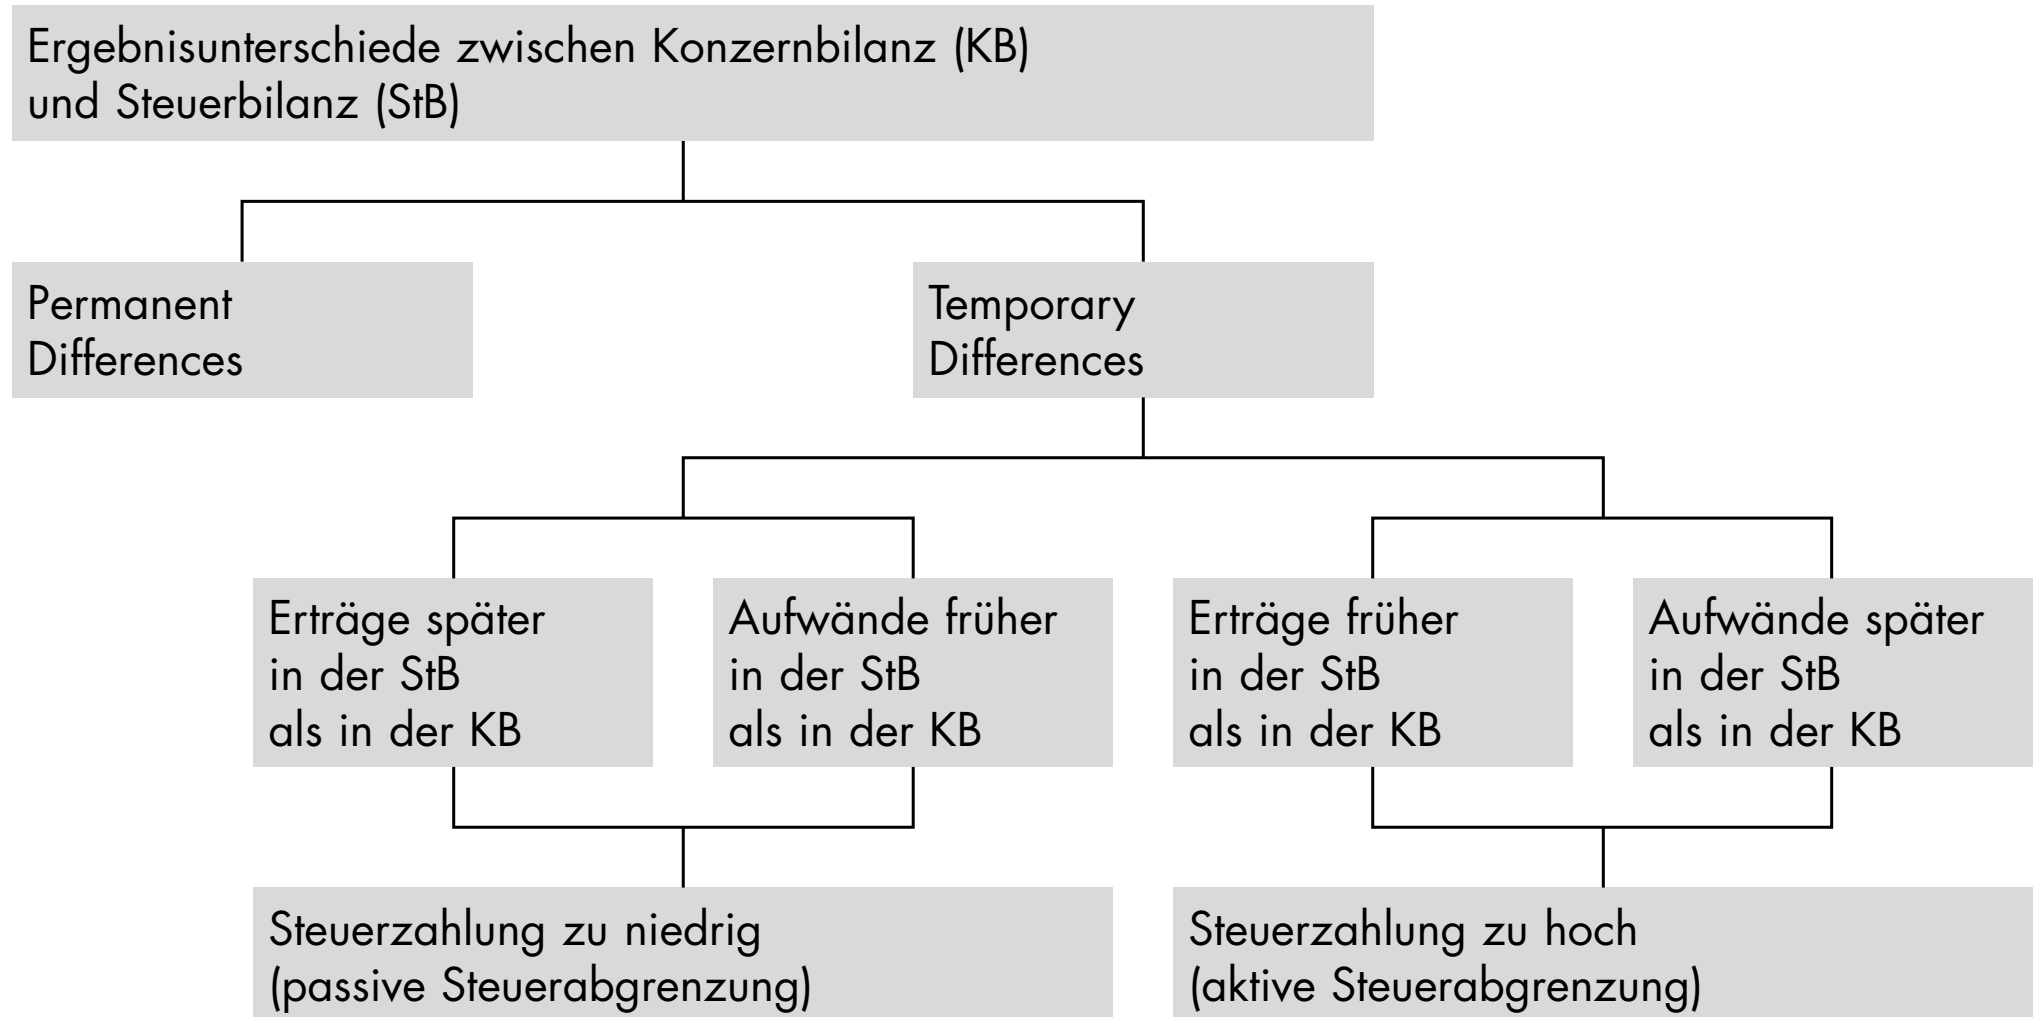 Ergebnisunterschiede zwischen Konzernbilanz (KB)
und Steuerbilanz (StB)
Permanent
Differences
Temporary
Differences
Erträge später
in der StB
als in der KB
Aufwände früher
in der StB
als in der KB
Erträge früher
in der StB
als in der KB
Aufwände später
in der StB
als in der KB
Steuerzahlung zu niedrig
(passive Steuerabgrenzung)
Steuerzahlung zu hoch
(aktive Steuerabgrenzung)